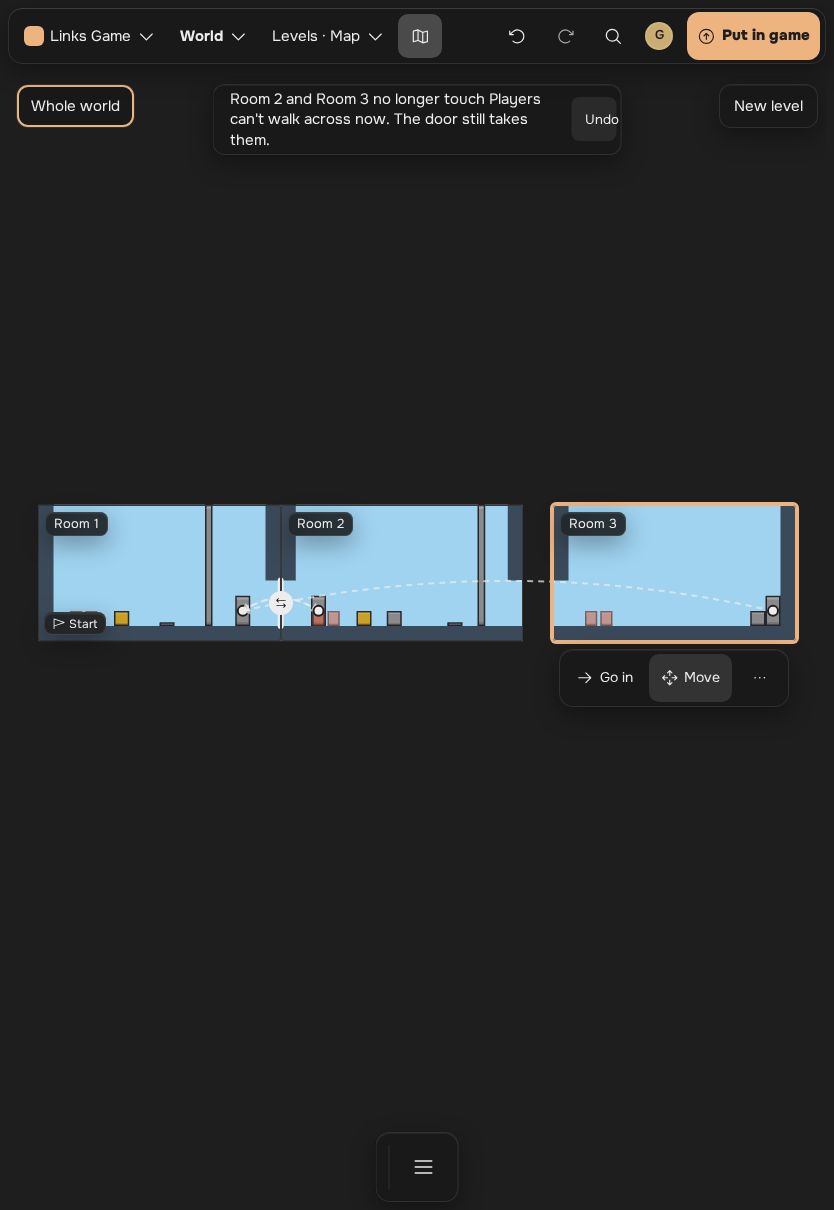 Links Game World Levels · Map G Put in game
Whole world
Room 2 and Room 3 no longer touch Players
can't walk across now. The door still takes
them.
Undo
New level
Room 1
Room 2
Room 3
Start
Go in Move ...